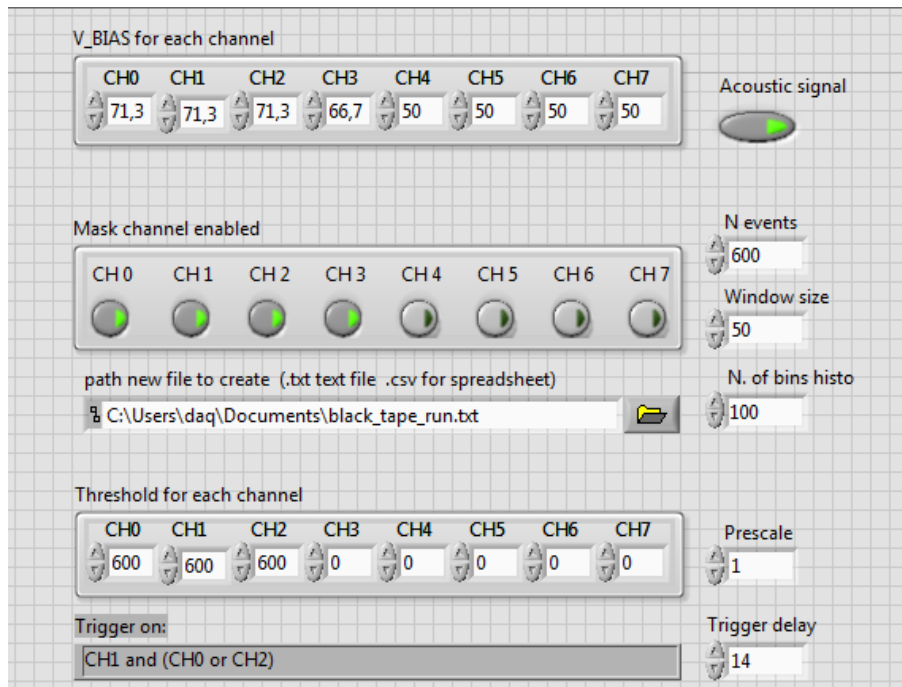 V_BIAS for each channel
CH0 CH1 CH2 CH3 CH4 CH5 CH6 CH7
71,3 71,3 71,3 66,7 50 50 50 50
Acoustic signal
Mask channel enabled
CH 0 CH 1 CH 2 CH 3 CH 4 CH 5 CH 6 CH 7
N events
600
Window size
50
path new file to create (.txt text file .csv for spreadsheet)
C:\Users\daq\Documents\black_tape_run.txt
N. of bins histo
100
Threshold for each channel
CH0 CH1 CH2 CH3 CH4 CH5 CH6 CH7
600 600 600 0 0 0 0 0
Prescale
1
Trigger on:
CH1 and (CH0 or CH2)
Trigger delay
14